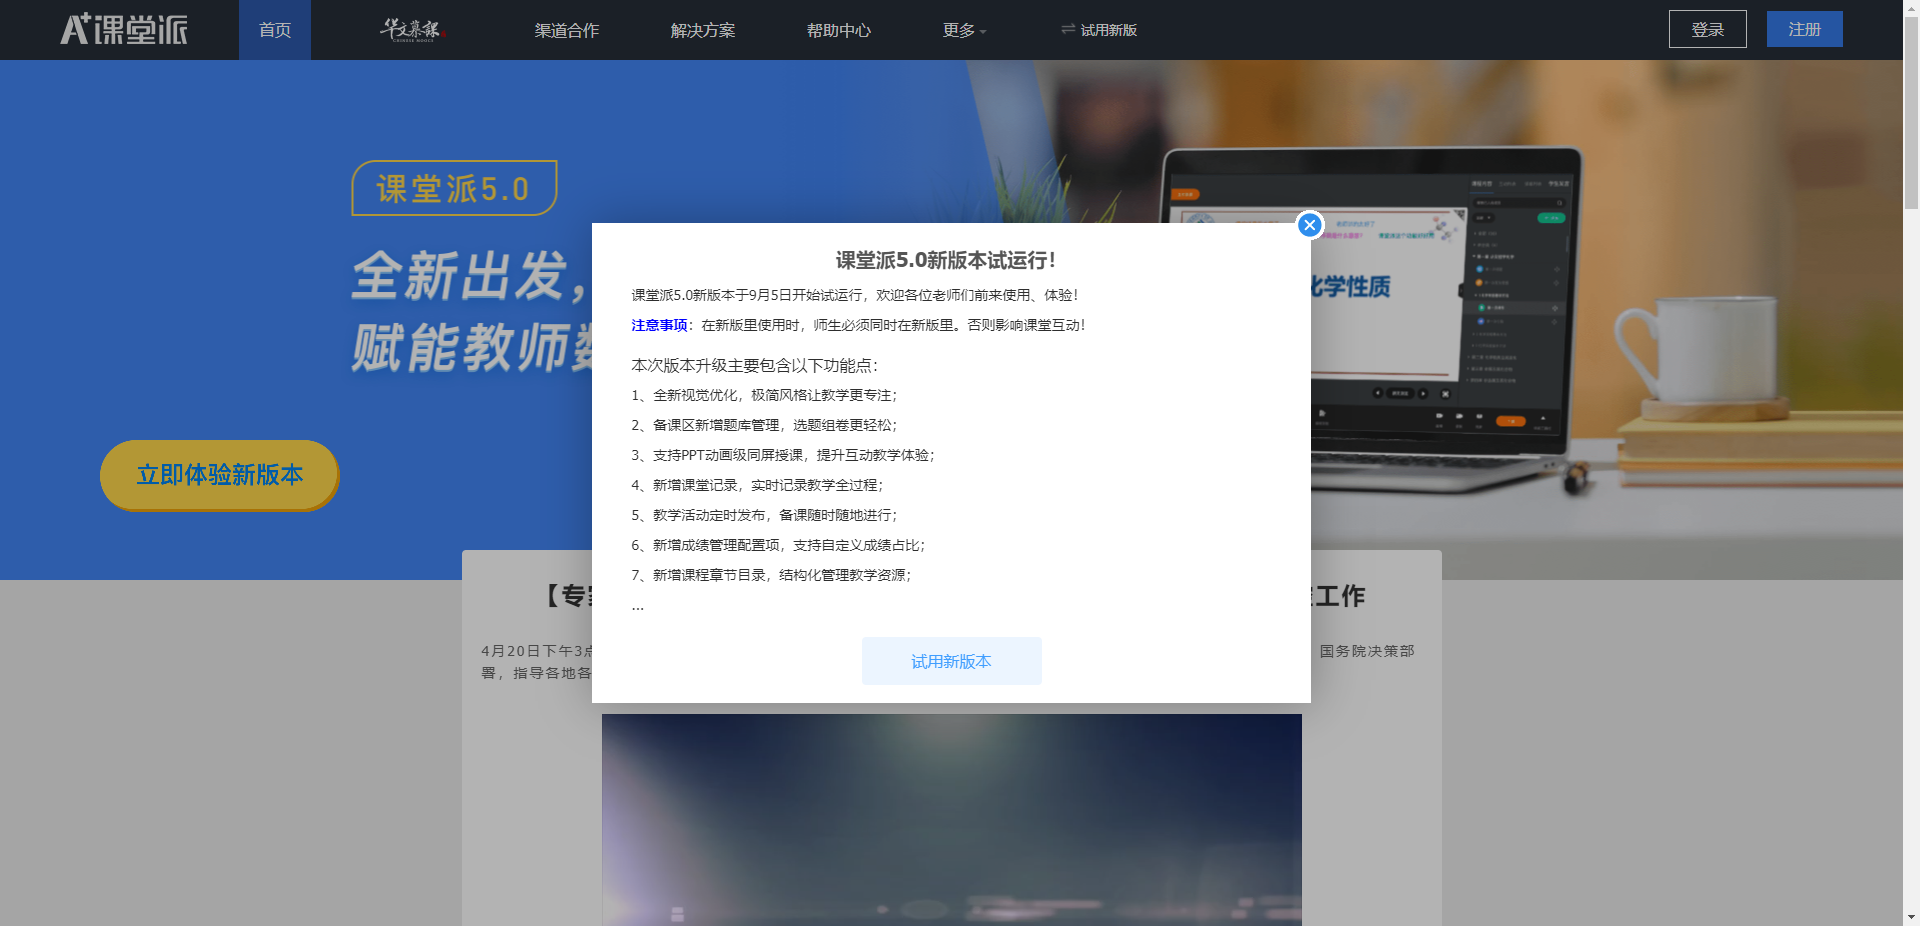 A+课堂派
首页
华文慕课
渠道合作
解决方案
帮助中心
更多
试用新版
登录
注册
课堂派5.0
全新出发，
赋能教师
立即体验新版本
课堂派5.0新版本试运行！
课堂派5.0新版本于9月5日开始试运行，欢迎各位老师们前来使用、体验！
注意事项：在新版里使用时，师生必须同时在新版里。否则影响课堂互动！
本次版本升级主要包含以下功能点：
1、全新视觉优化，极简风格让教学更专注；
2、备课区新增题库管理，选题组卷更轻松；
3、支持PPT动画级同屏授课，提升互动教学体验；
4、新增课堂记录，实时记录教学全过程；
5、教学活动定时发布，备课随时随地进行；
6、新增成绩管理配置项，支持自定义成绩占比；
7、新增课程章节目录，结构化管理教学资源；
...
试用新版本
化学性质
【专
工作
4月20日下午3
国务院决策部
署，指导各地各